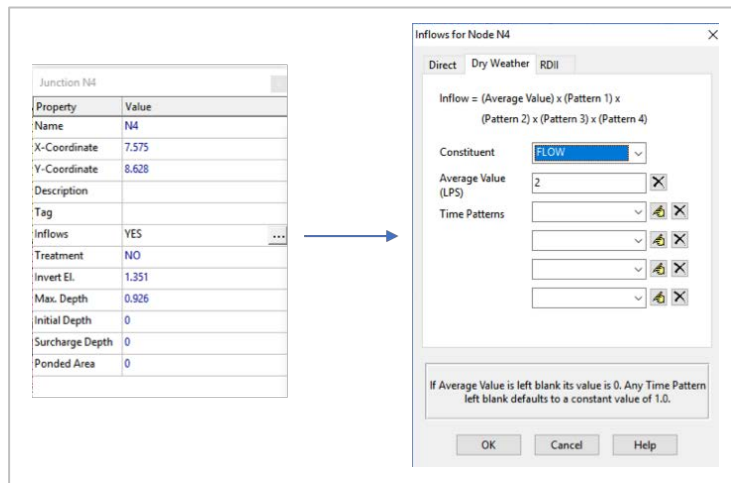 Junction N4
Property Value
Name N4
X-Coordinate 7.575
Y-Coordinate 8.628
Description
Tag
Inflows YES ...
Treatment NO
Invert El. 1.351
Max. Depth 0.926
Initial Depth 0
Surcharge Depth 0
Ponded Area 0
Inflows for Node N4
Direct Dry Weather RDII
Inflow = (Average Value) x (Pattern 1) x
(Pattern 2) x (Pattern 3) x (Pattern 4)
Constituent FLOW
Average Value 2
(LPS)
Time Patterns
If Average Value is left blank its value is 0. Any Time Pattern
left blank defaults to a constant value of 1.0.
OK Cancel Help